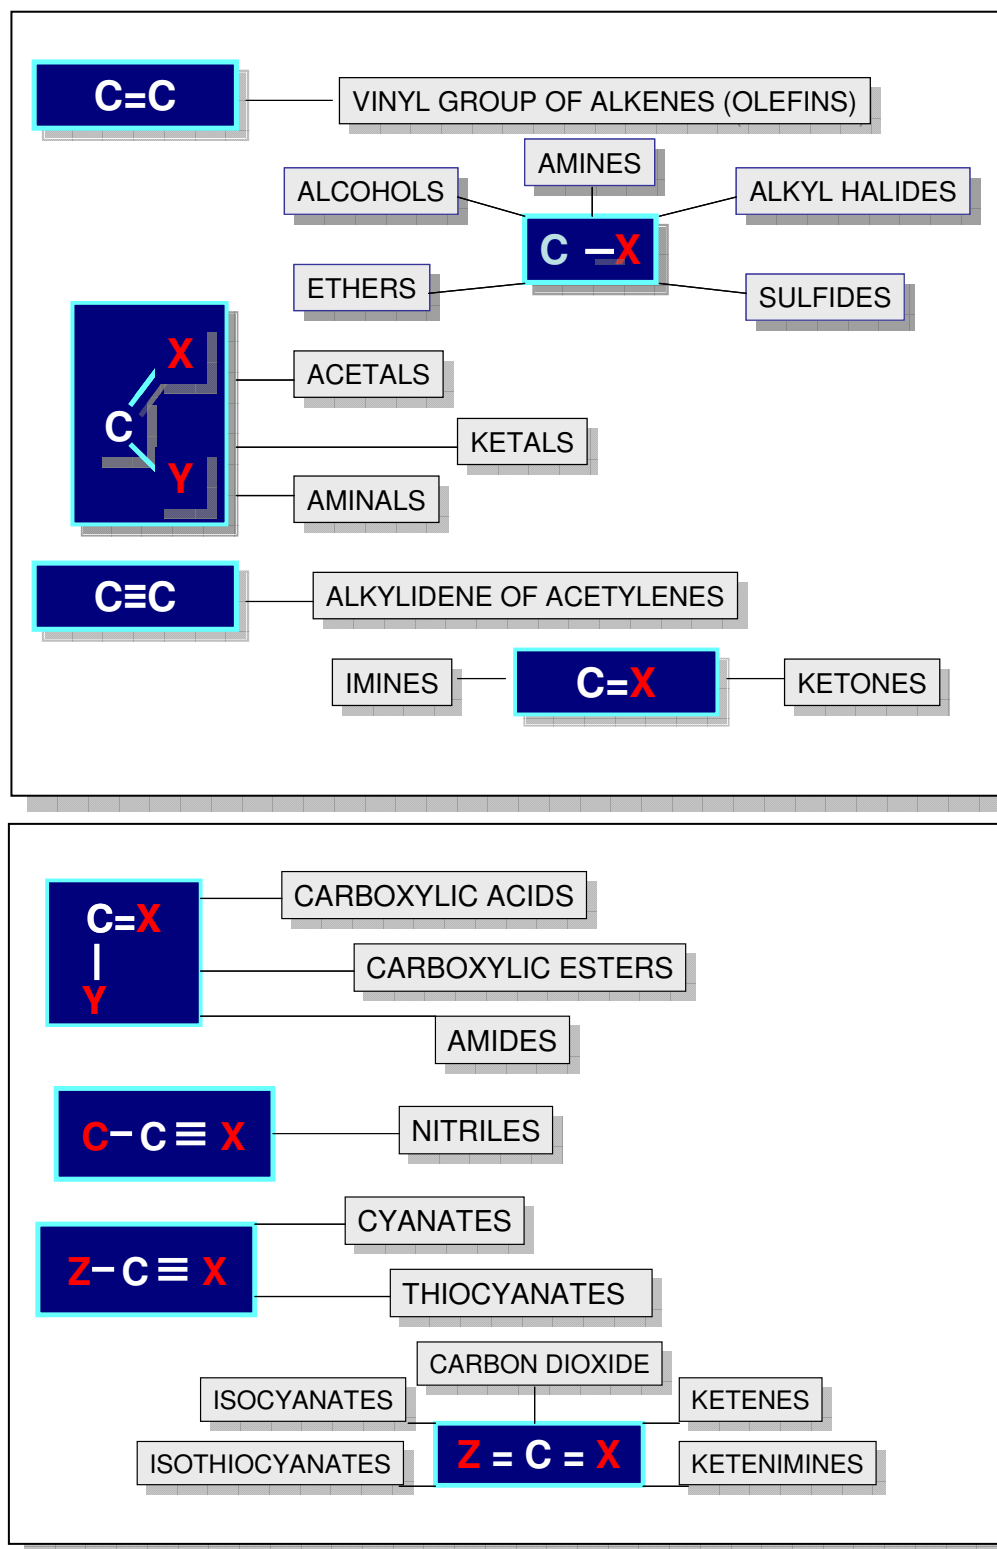 C=C
VINYL GROUP OF ALKENES (OLEFINS)
AMINES
ALCOHOLS
ALKYL HALIDES
C –X
ETHERS
SULFIDES
X
C
Y
ACETALS
KETALS
AMINALS
C≡C
ALKYLIDENE OF ACETYLENES
IMINES
C=X
KETONES
C=X
Y
CARBOXYLIC ACIDS
CARBOXYLIC ESTERS
AMIDES
C–C≡X
NITRILES
Z–C≡X
CYANATES
THIOCYANATES
CARBON DIOXIDE
ISOCYANATES
KETENES
Z=C=X
ISOTHIOCYANATES
KETENIMINES